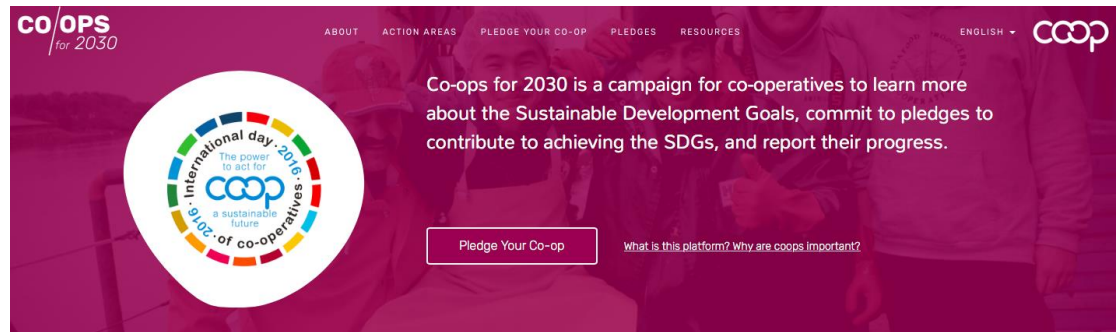 CO/OPS
for 2030
ABOUT ACTION AREAS PLEDGE YOUR CO-OP PLEDGES RESOURCES
ENGLISH
coop
Co-ops for 2030 is a campaign for co-operatives to learn more
about the Sustainable Development Goals, commit to pledges to
contribute to achieving the SDGs, and report their progress.
International day · 2016 ·
of co-operatives · 2016 ·
The power
to act for
coop
a sustainable
future
Pledge Your Co-op
What is this platform? Why are coops important?